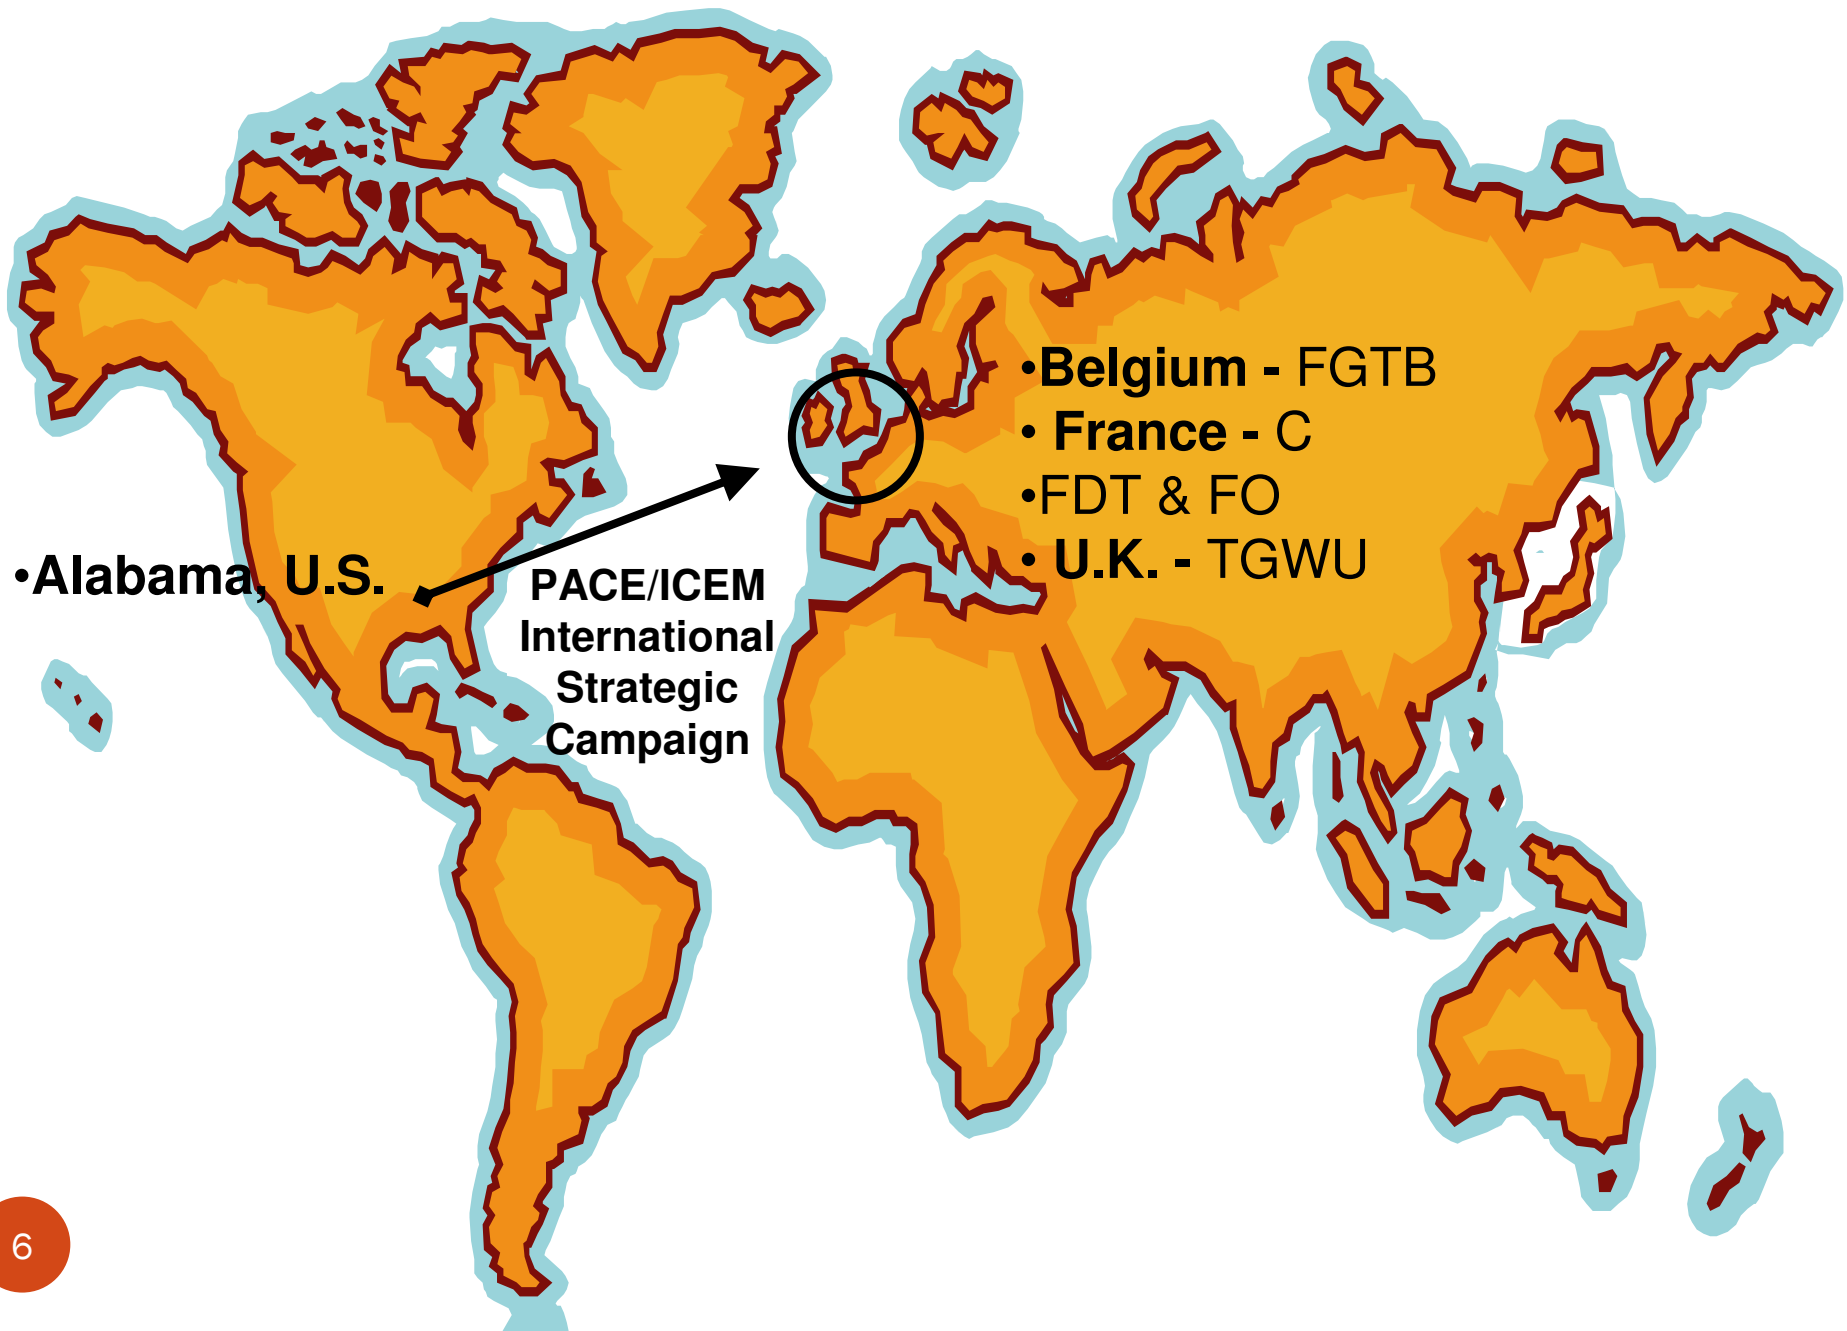 •Belgium - FGTB
• France - C
•FDT & FO
• U.K. - TGWU
•Alabama, U.S.
PACE/ICEM
International
Strategic
Campaign
6